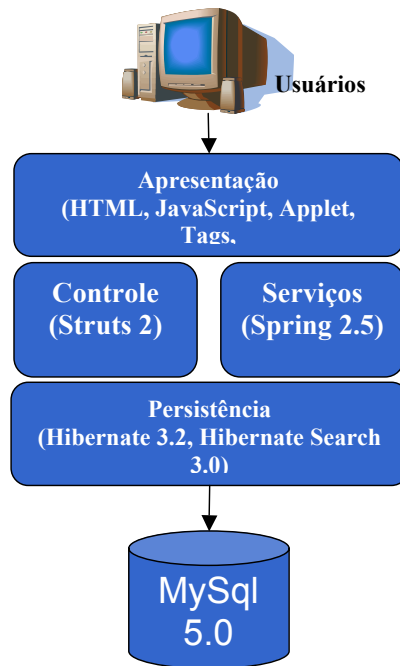 Usuários
Apresentação
(HTML, JavaScript, Applet,
Tags,
Controle
(Struts 2)
Serviços
(Spring 2.5)
Persistência
(Hibernate 3.2, Hibernate Search
3.0)
MySql
5.0